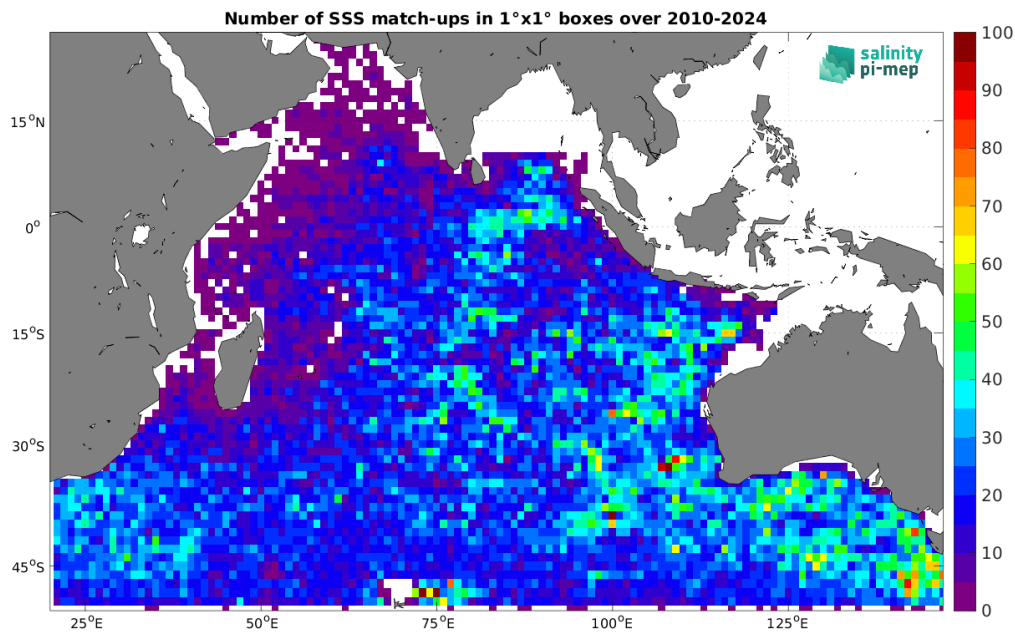 Number of SSS match-ups in 1°x1° boxes over 2010-2024
salinity
pi-mep
15°N
0°
15°S
30°S
45°S
25°E
50°E
75°E
100°E
125°E
100
90
80
70
60
50
40
30
20
10
0